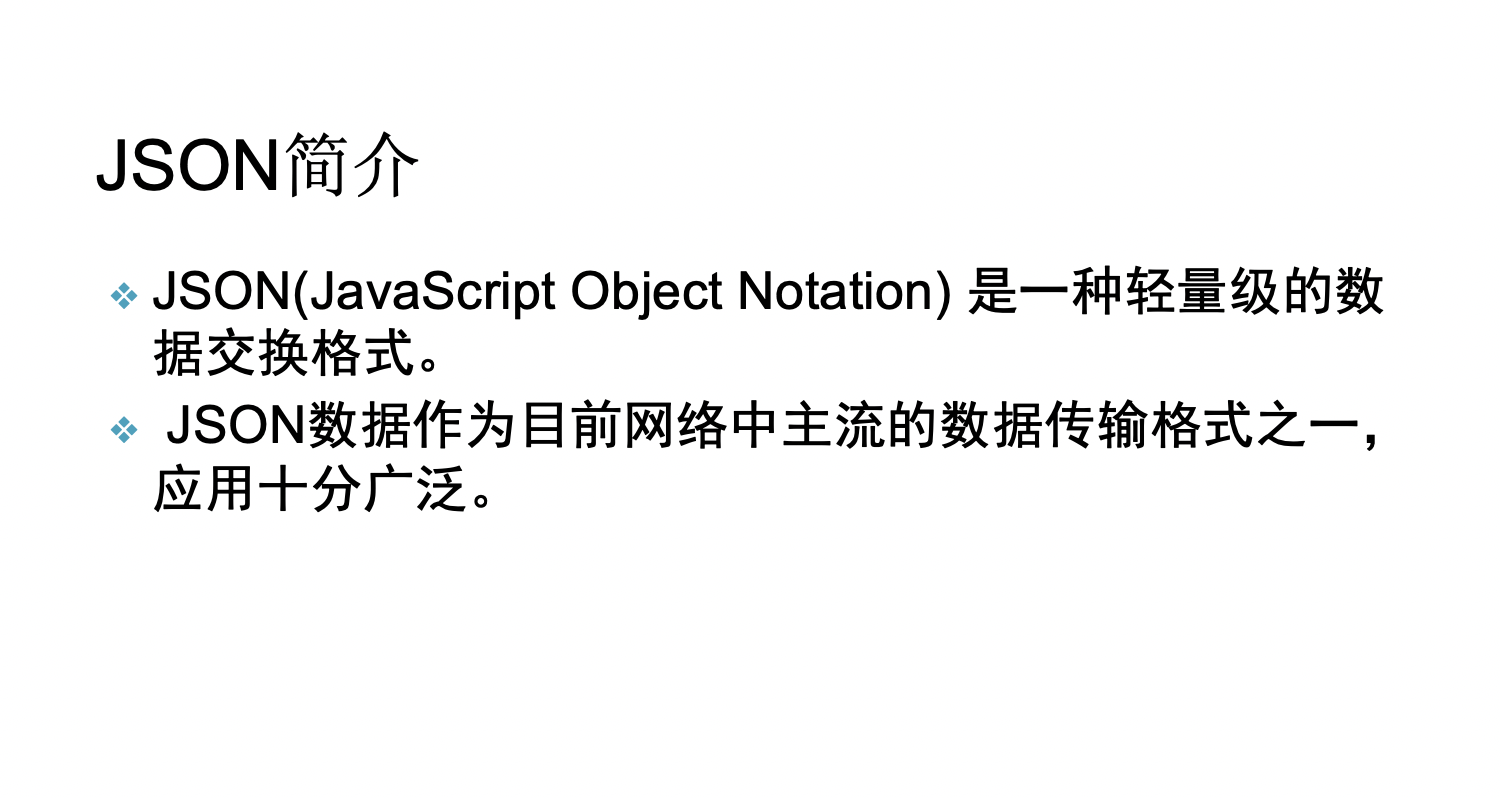 JSON简介
JSON(JavaScript Object Notation) 是一种轻量级的数
据交换格式。
JSON数据作为目前网络中主流的数据传输格式之一，
应用十分广泛。